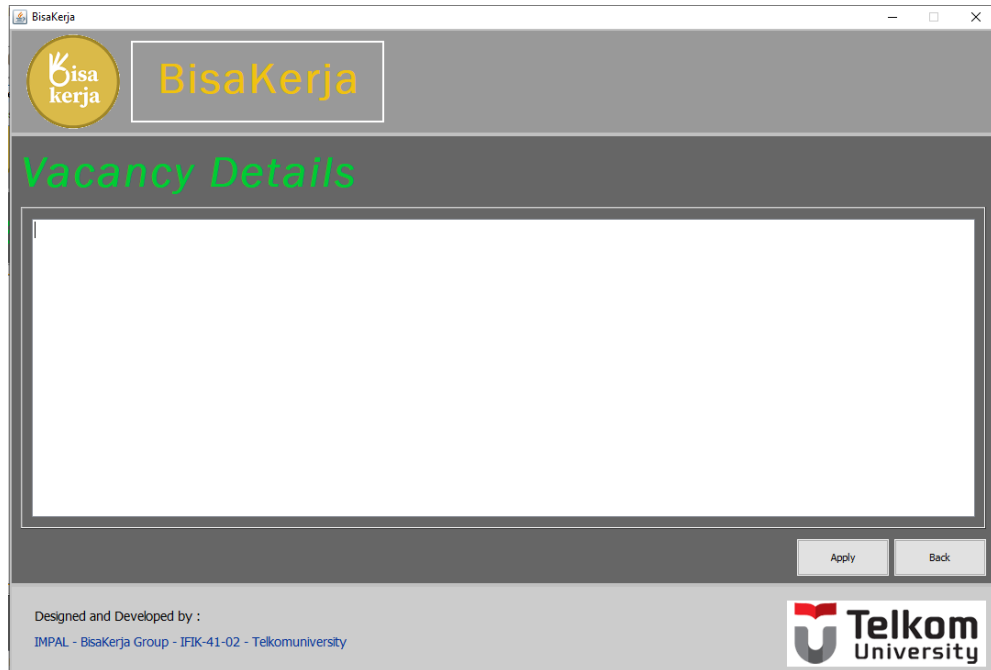 BisaKerja
Bisa
kerja
BisaKerja
Vacancy Details
Apply
Back
Designed and Developed by :
IMPAL - BisaKerja Group - IFIK-41-02 - Telkomuniversity
Telkom
University